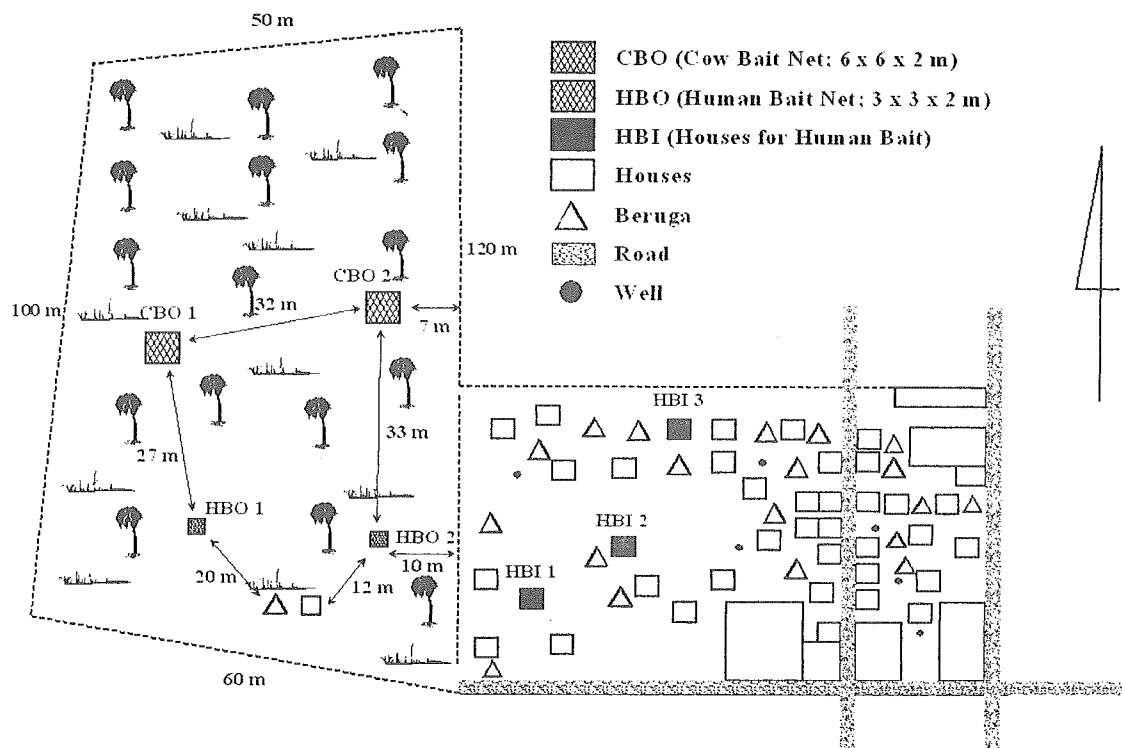 50 m
CBO (Cow Bait Net; 6 x 6 x 2 m)
HBO (Human Bait Net; 3 x 3 x 2 m)
HBI (Houses for Human Bait)
Houses
Beruga
Road
Well
120 m
CBO 2
32 m
100 m
CBO 1
7 m
HBI 3
33 m
27 m
HBO 1
HBO 2
10 m
HBI 2
20 m
12 m
HBI 1
60 m